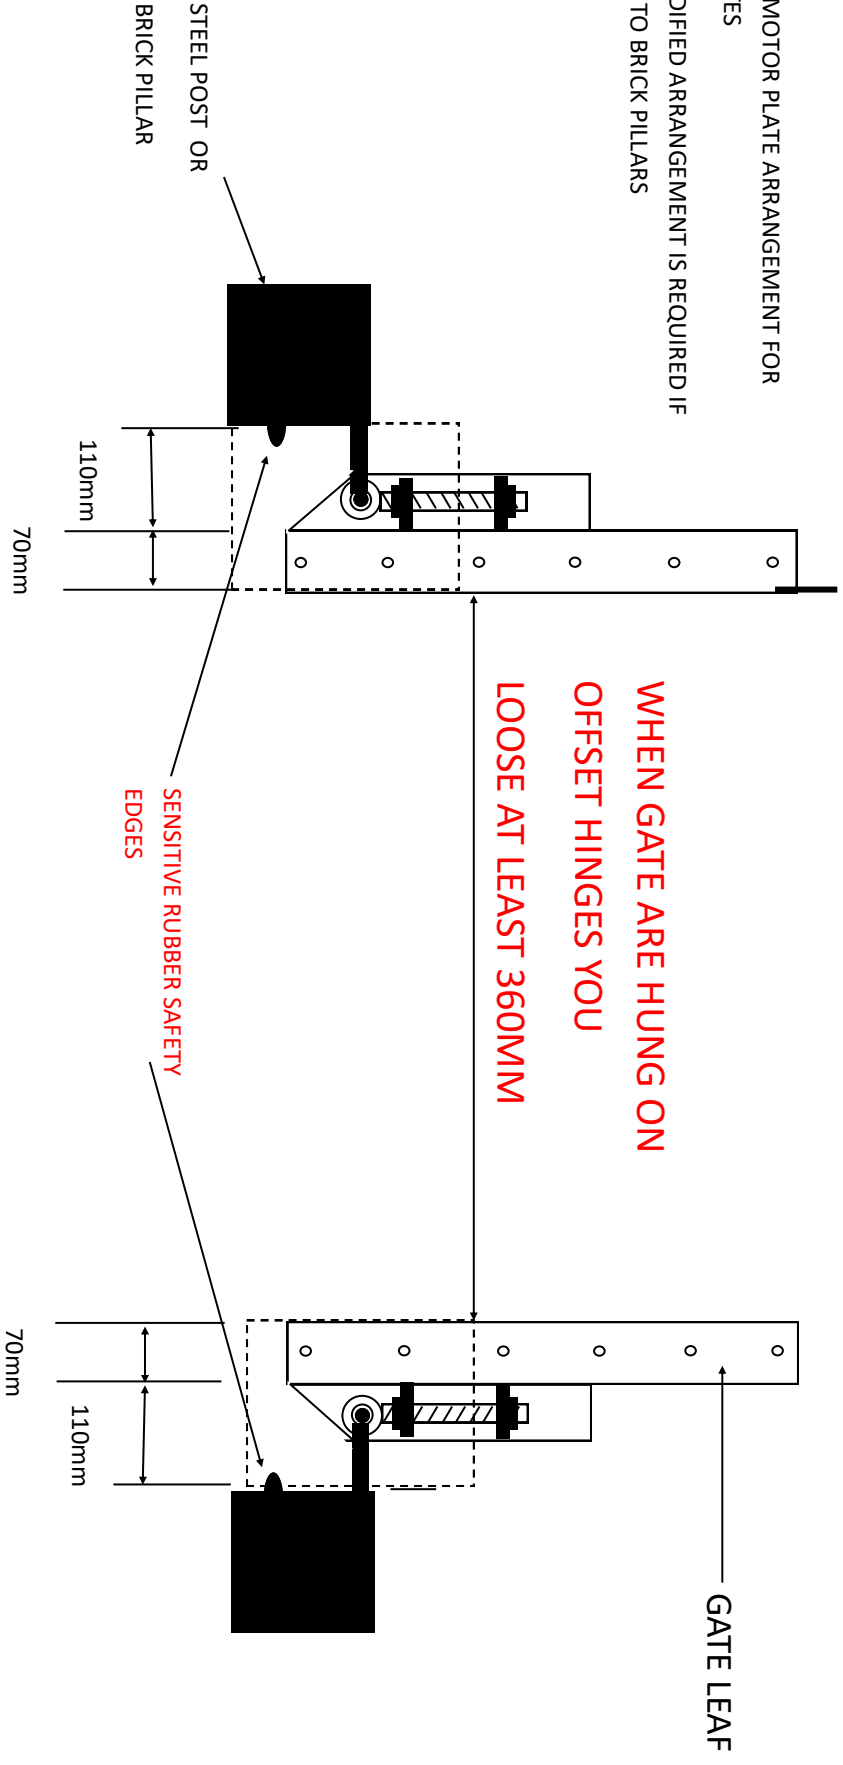 MOTOR PLATE ARRANGEMENT FOR
TES
DIFIED ARRANGEMENT IS REQUIRED IF
TO BRICK PILLARS
GATE LEAF
WHEN GATE ARE HUNG ON
OFFSET HINGES YOU
LOOSE AT LEAST 360MM
STEEL POST OR
BRICK PILLAR
SENSITIVE RUBBER SAFETY
EDGES
110mm
70mm
110mm
70mm